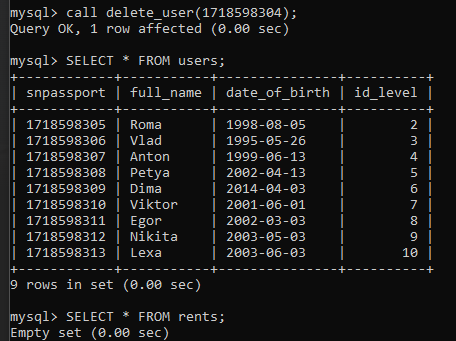 mysql> call delete_user(1718598304);
Query OK, 1 row affected (0.00 sec)
mysql> SELECT * FROM users;
+------------+-----------+---------------+----------+
| snpassport | full_name | date_of_birth | id_level |
+------------+-----------+---------------+----------+
| 1718598305 | Roma      | 1998-08-05    |        2 |
| 1718598306 | Vlad      | 1995-05-26    |        3 |
| 1718598307 | Anton     | 1999-06-13    |        4 |
| 1718598308 | Petya     | 2002-04-13    |        5 |
| 1718598309 | Dima      | 2014-04-03    |        6 |
| 1718598310 | Viktor    | 2001-06-01    |        7 |
| 1718598311 | Egor      | 2002-03-03    |        8 |
| 1718598312 | Nikita    | 2003-05-03    |        9 |
| 1718598313 | Lexa      | 2003-06-03    |       10 |
+------------+-----------+---------------+----------+
9 rows in set (0.00 sec)
mysql> SELECT * FROM rents;
Empty set (0.00 sec)